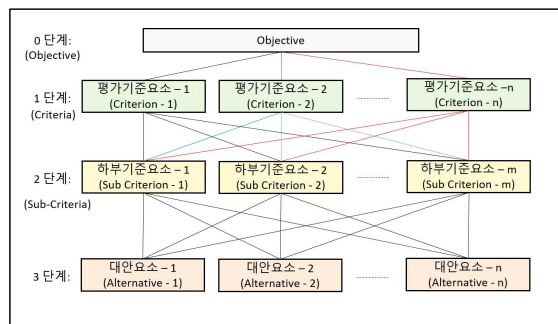 0 단계:
(Objective)
Objective
1 단계:
(Criteria)
평가기준요소 – 1
(Criterion - 1)
평가기준요소 – 2
(Criterion - 2)
평가기준요소 –n
(Criterion - n)
2 단계:
(Sub-Criteria)
하부기준요소 – 1
(Sub Criterion - 1)
하부기준요소 – 2
(Sub Criterion - 2)
하부기준요소 – m
(Sub Criterion - m)
3 단계:
대안요소 – 1
(Alternative - 1)
대안요소 – 2
(Alternative - 2)
대안요소 – n
(Alternative - n)